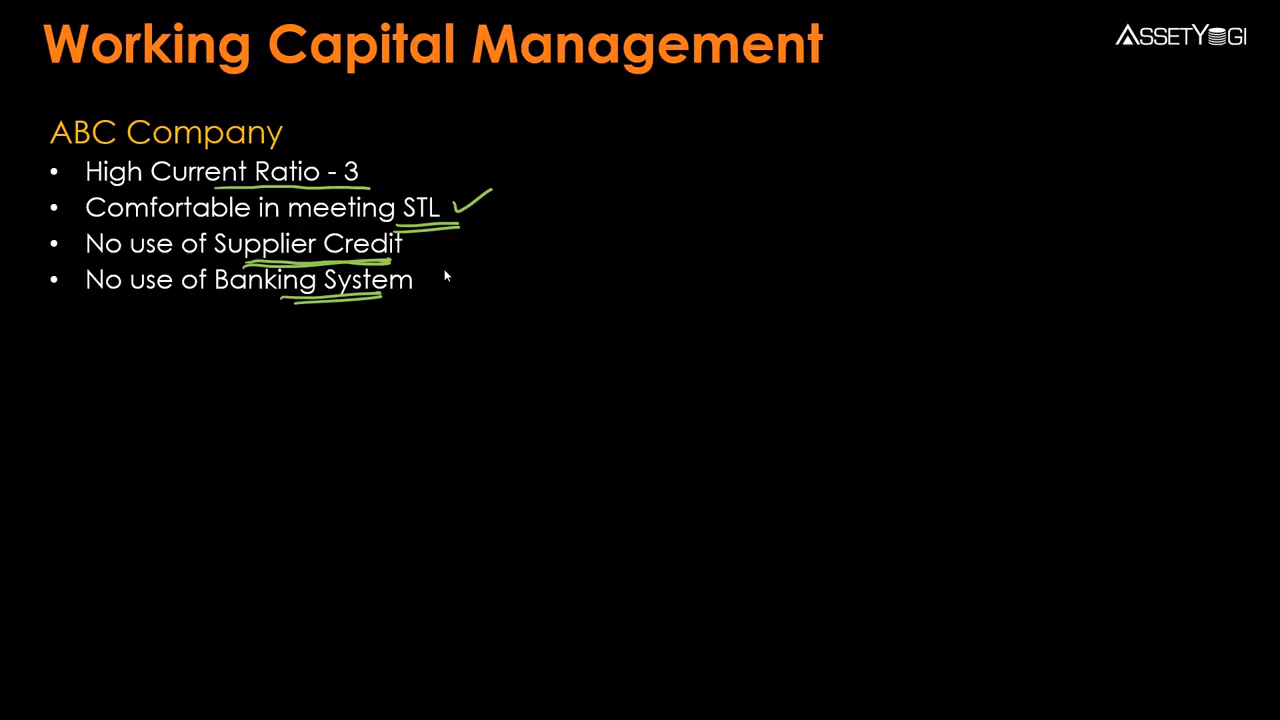 Working Capital Management
ASSETYOGI
ABC Company
• High Current Ratio - 3
• Comfortable in meeting STL
• No use of Supplier Credit
• No use of Banking System